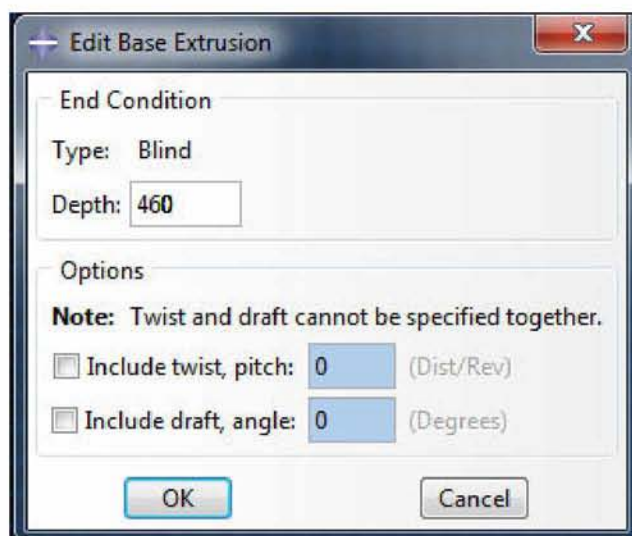 Edit Base Extrusion
End Condition
Type: Blind
Depth: 460
Options
Note: Twist and draft cannot be specified together.
Include twist, pitch: 0 (Dist/Rev)
Include draft, angle: 0 (Degrees)
OK Cancel